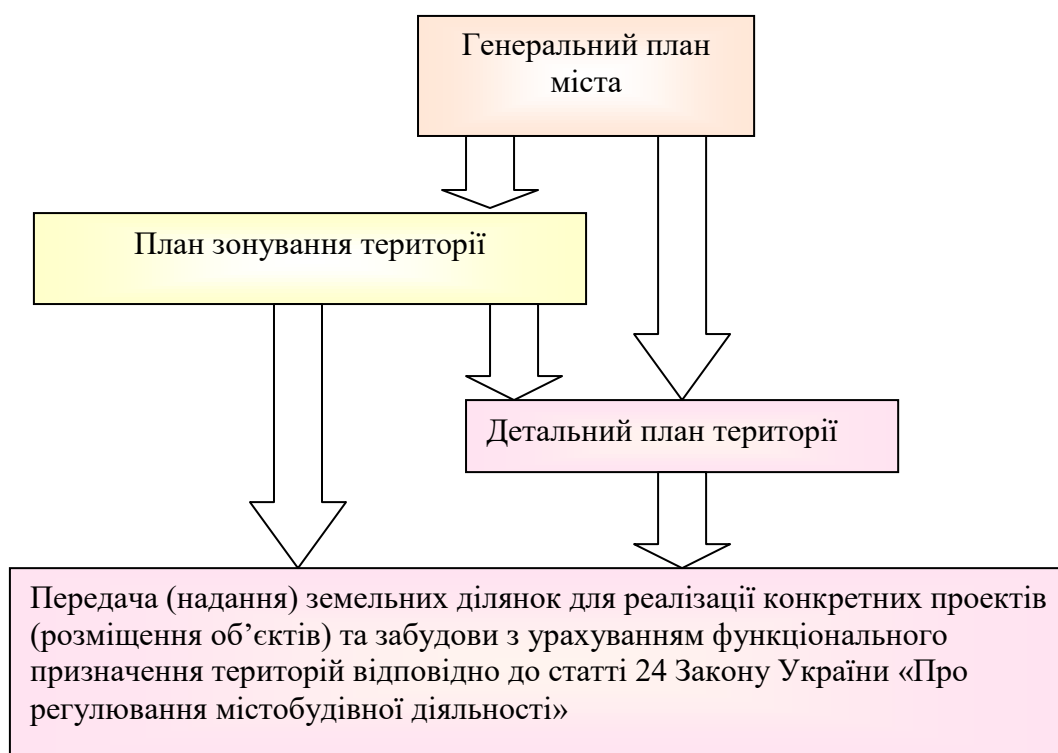 Генеральний план
міста
План зонування території
Детальний план території
Передача (надання) земельних ділянок для реалізації конкретних проектів
(розміщення об’єктів) та забудови з урахуванням функціонального
призначення територій відповідно до статті 24 Закону України «Про
регулювання містобудівної діяльності»